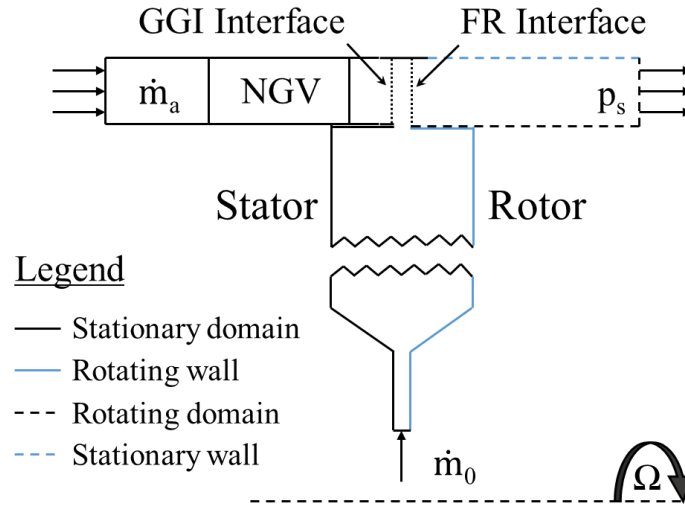 GGI Interface FR Interface
ṁa NGV ps
Stator Rotor
Legend
Stationary domain
Rotating wall
Rotating domain
Stationary wall
ṁ0
Ω